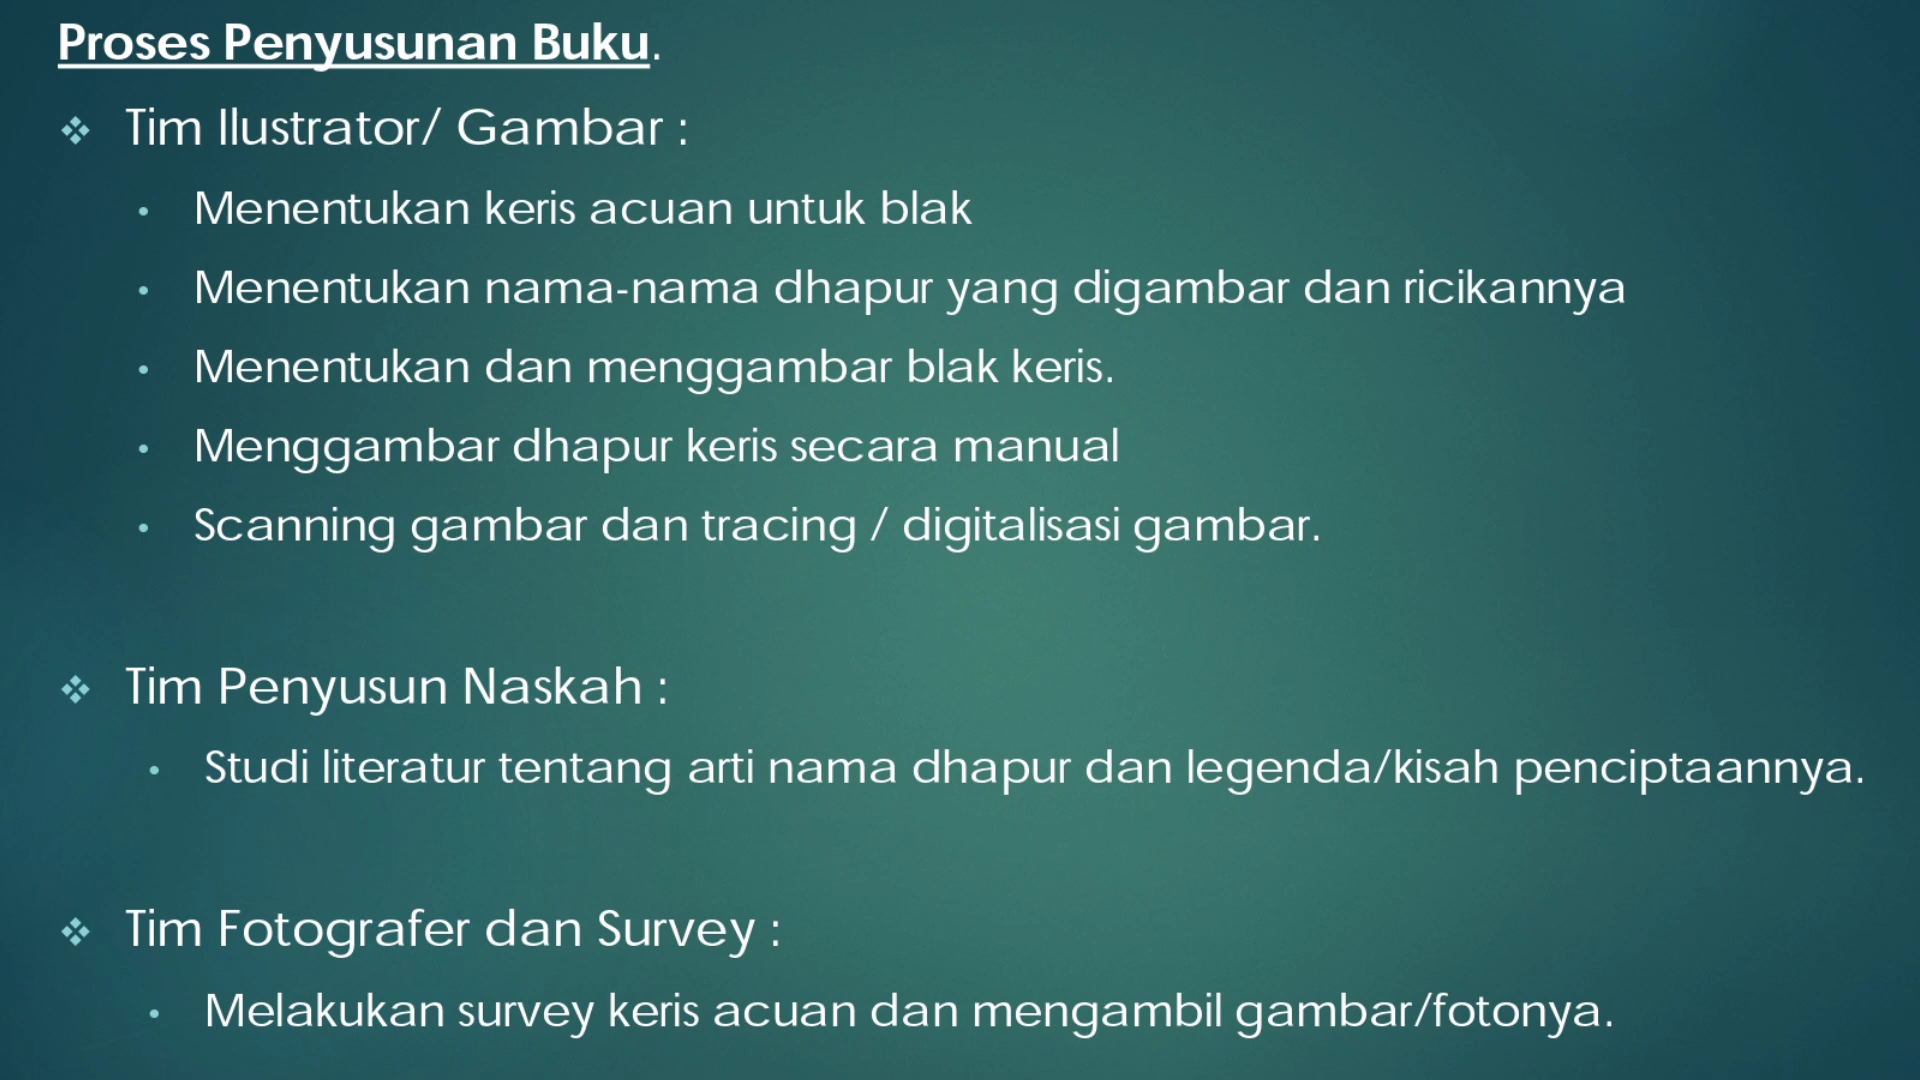 Proses Penyusunan Buku.
❖ Tim Ilustrator/ Gambar :
• Menentukan keris acuan untuk blak
• Menentukan nama-nama dhapur yang digambar dan ricikannya
• Menentukan dan menggambar blak keris.
• Menggambar dhapur keris secara manual
• Scanning gambar dan tracing / digitalisasi gambar.
❖ Tim Penyusun Naskah :
• Studi literatur tentang arti nama dhapur dan legenda/kisah penciptaannya.
❖ Tim Fotografer dan Survey :
• Melakukan survey keris acuan dan mengambil gambar/fotonya.